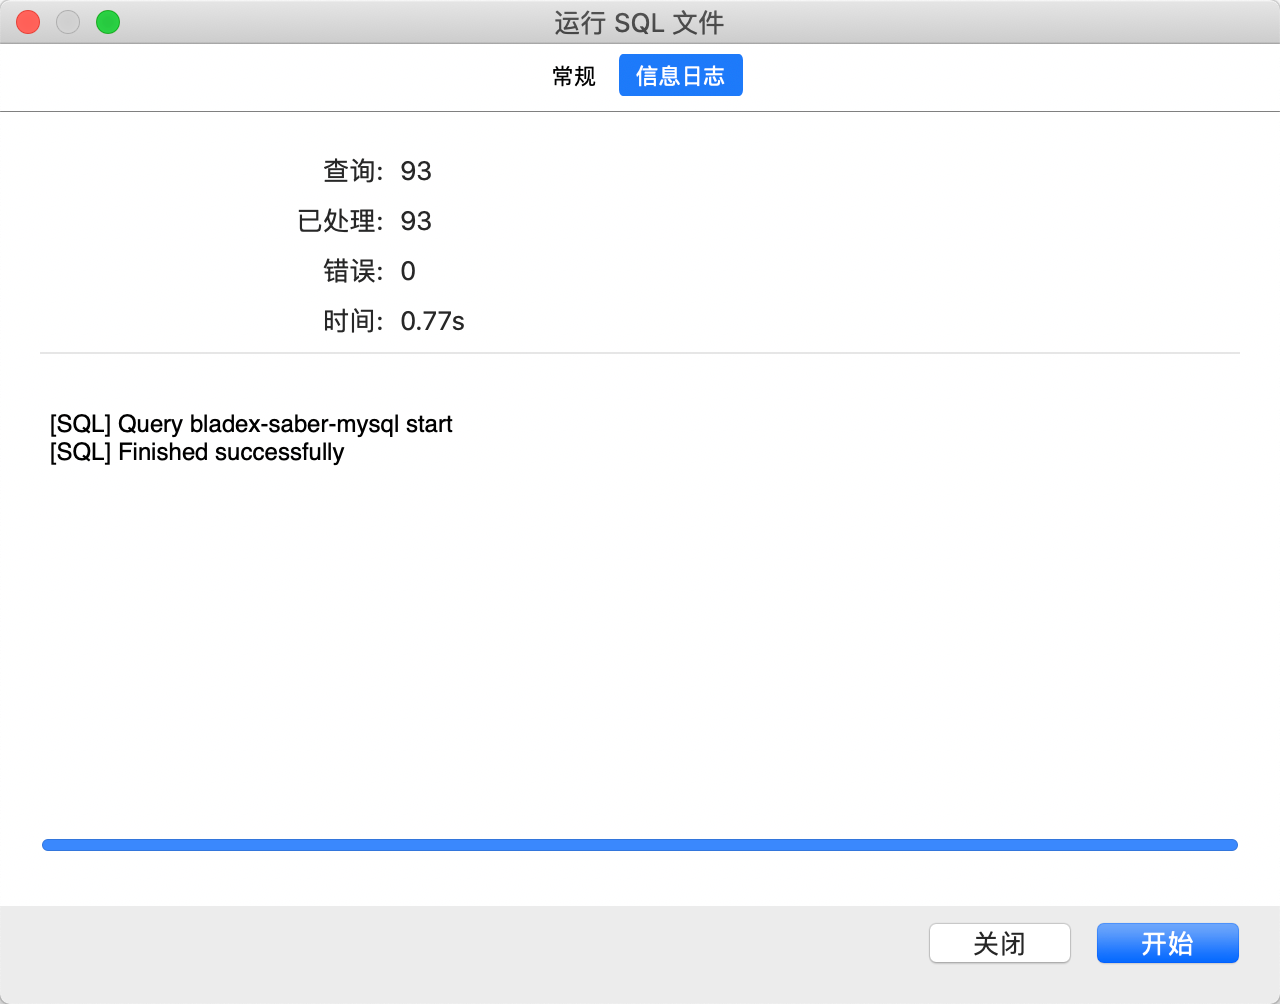 运行 SQL 文件
常规 信息日志
查询: 93
已处理: 93
错误: 0
时间: 0.77s
[SQL] Query bladex-saber-mysql start
[SQL] Finished successfully
关闭 开始